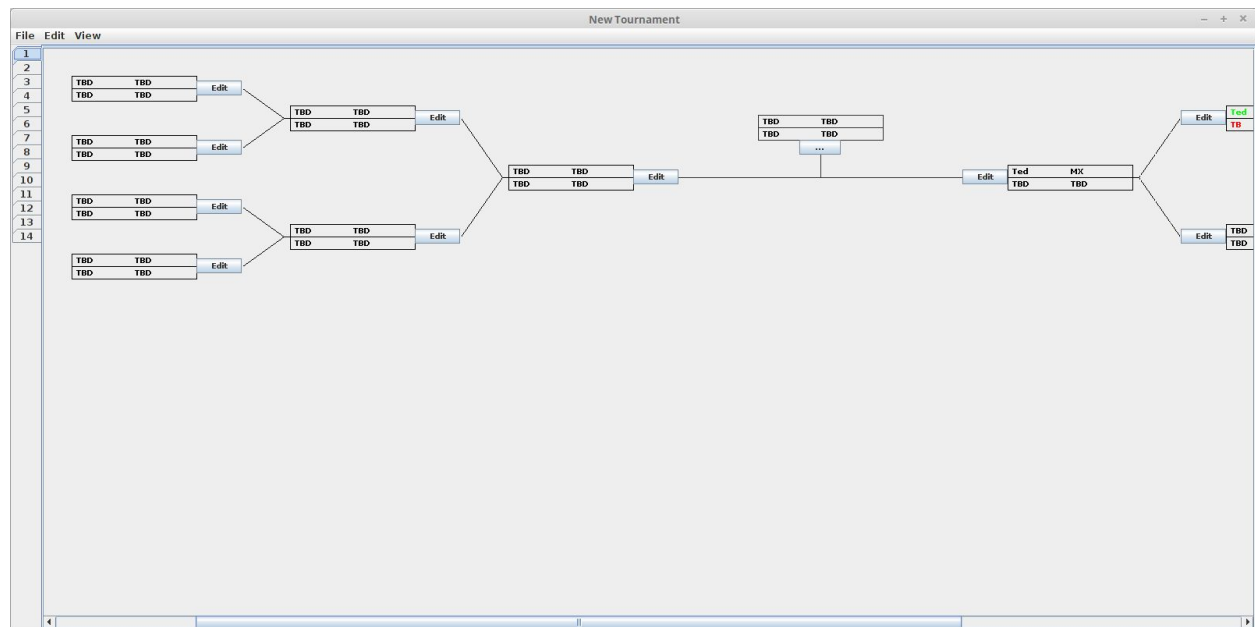 New Tournament
File Edit View
1
2
3
4
5
6
7
8
9
10
11
12
13
14
TBD TBD
TBD TBD
Edit
TBD TBD
TBD TBD
Edit
TBD TBD
TBD TBD
Edit
TBD TBD
TBD TBD
Edit
TBD TBD
TBD TBD
Edit
TBD TBD
TBD TBD
Edit
TBD TBD
TBD TBD
Edit
TBD TBD
TBD TBD
...
Edit
Ted MX
TBD TBD
Edit
Ted
TB
Edit
TBD
TBD